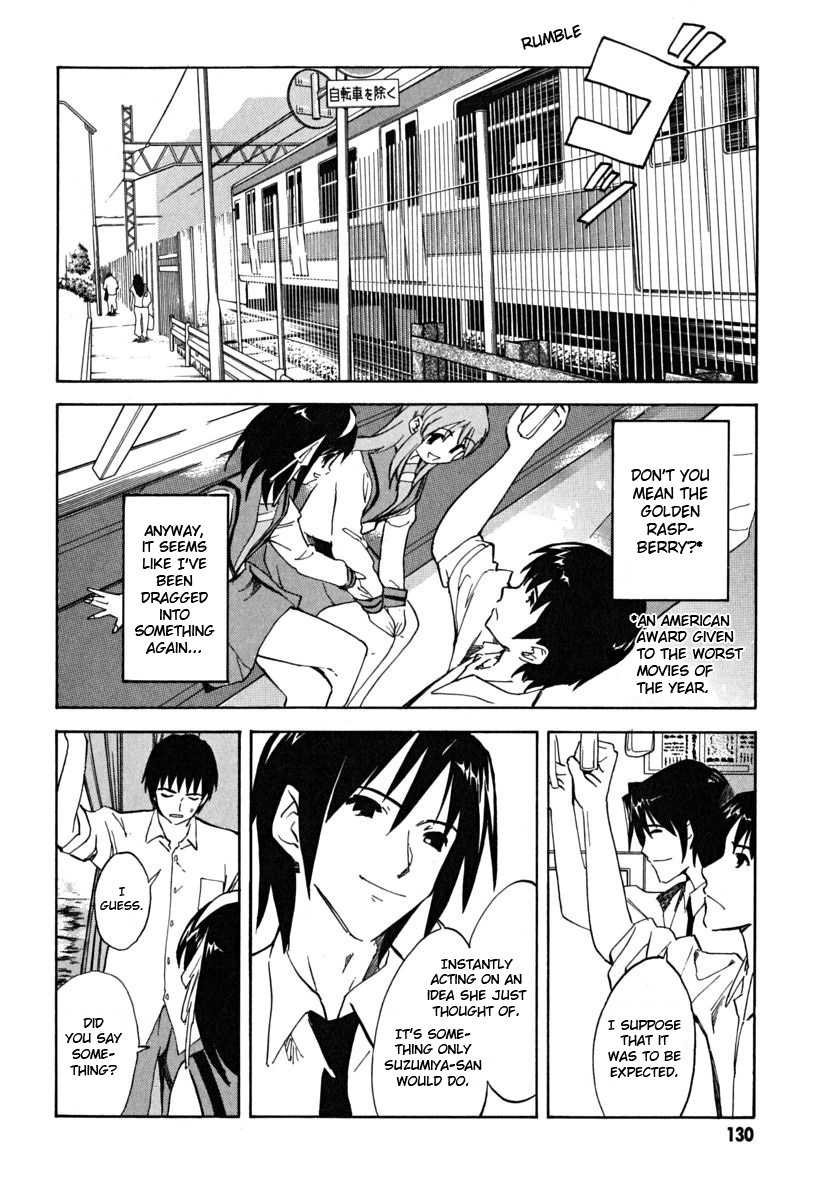 RUMBLE
ゴ
自転車を除く
DON'T YOU
MEAN THE
GOLDEN
RASP-
BERRY?*
*AN AMERICAN
AWARD GIVEN
TO THE WORST
MOVIES OF
THE YEAR.
ANYWAY,
IT SEEMS
LIKE I'VE
BEEN
DRAGGED
INTO
SOMETHING
AGAIN...
I SUPPOSE
THAT IT
WAS TO BE
EXPECTED.
INSTANTLY
ACTING ON
AN IDEA
SHE JUST
THOUGHT OF.
IT'S SOME-
THING ONLY
SUZUMIYA-SAN
WOULD DO.
I
GUESS.
DID
YOU SAY
SOME-
THING?
130